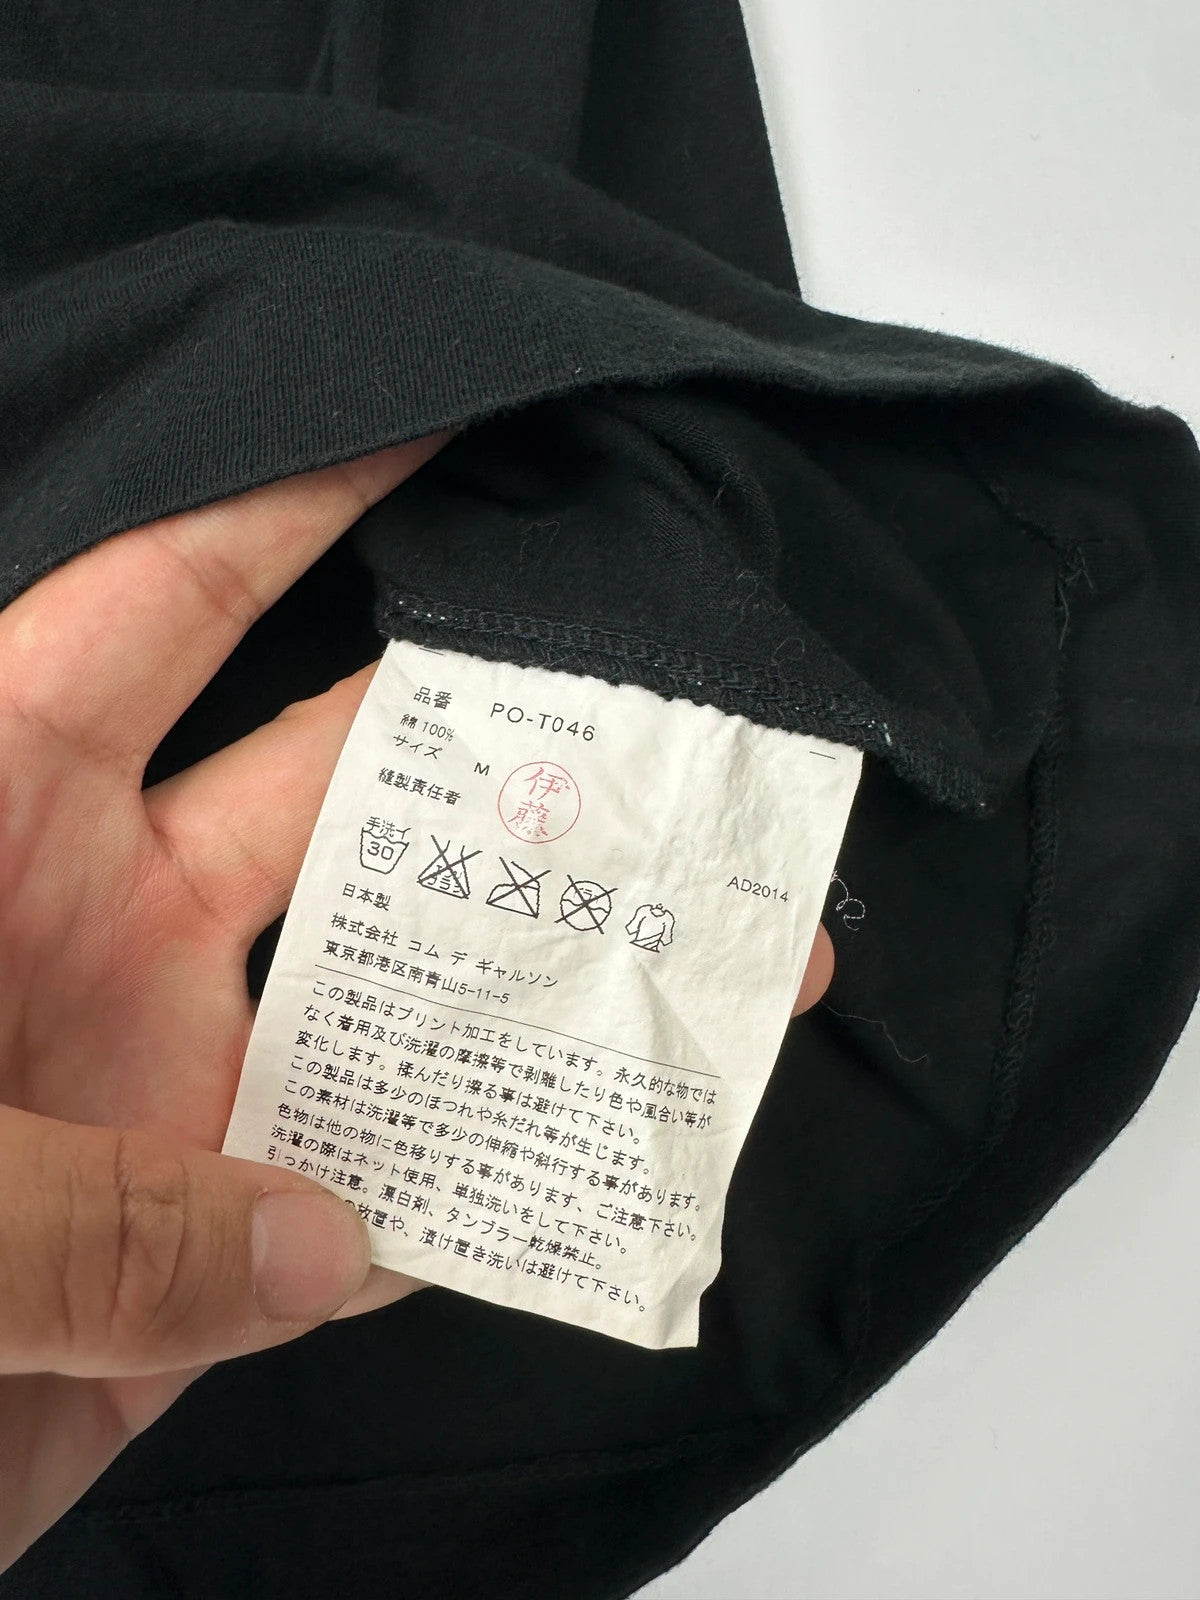 品番 PO-T046
綿 100%
サイズ M
縫製責任者 伊藤
手洗イ
30
エンソ
サラシ
ドライ
AD2014
日本製
株式会社 コム デ ギャルソン
東京都港区南青山5-11-5
この製品はプリント加工をしています。永久的な物では
なく着用及び洗濯の摩擦等で剥離したり色や風合い等が
変化します。揉んだり擦る事は避けて下さい。
この製品は多少のほつれや糸だれ等が生じます。
この素材は洗濯等で多少の伸縮や斜行する事があります。
色物は他の物に色移りする事があります、ご注意下さい。
洗濯の際はネット使用、単独洗いをして下さい。
引っかけ注意。漂白剤、タンブラー乾燥禁止。
の放置や、漬け置き洗いは避けて下さい。